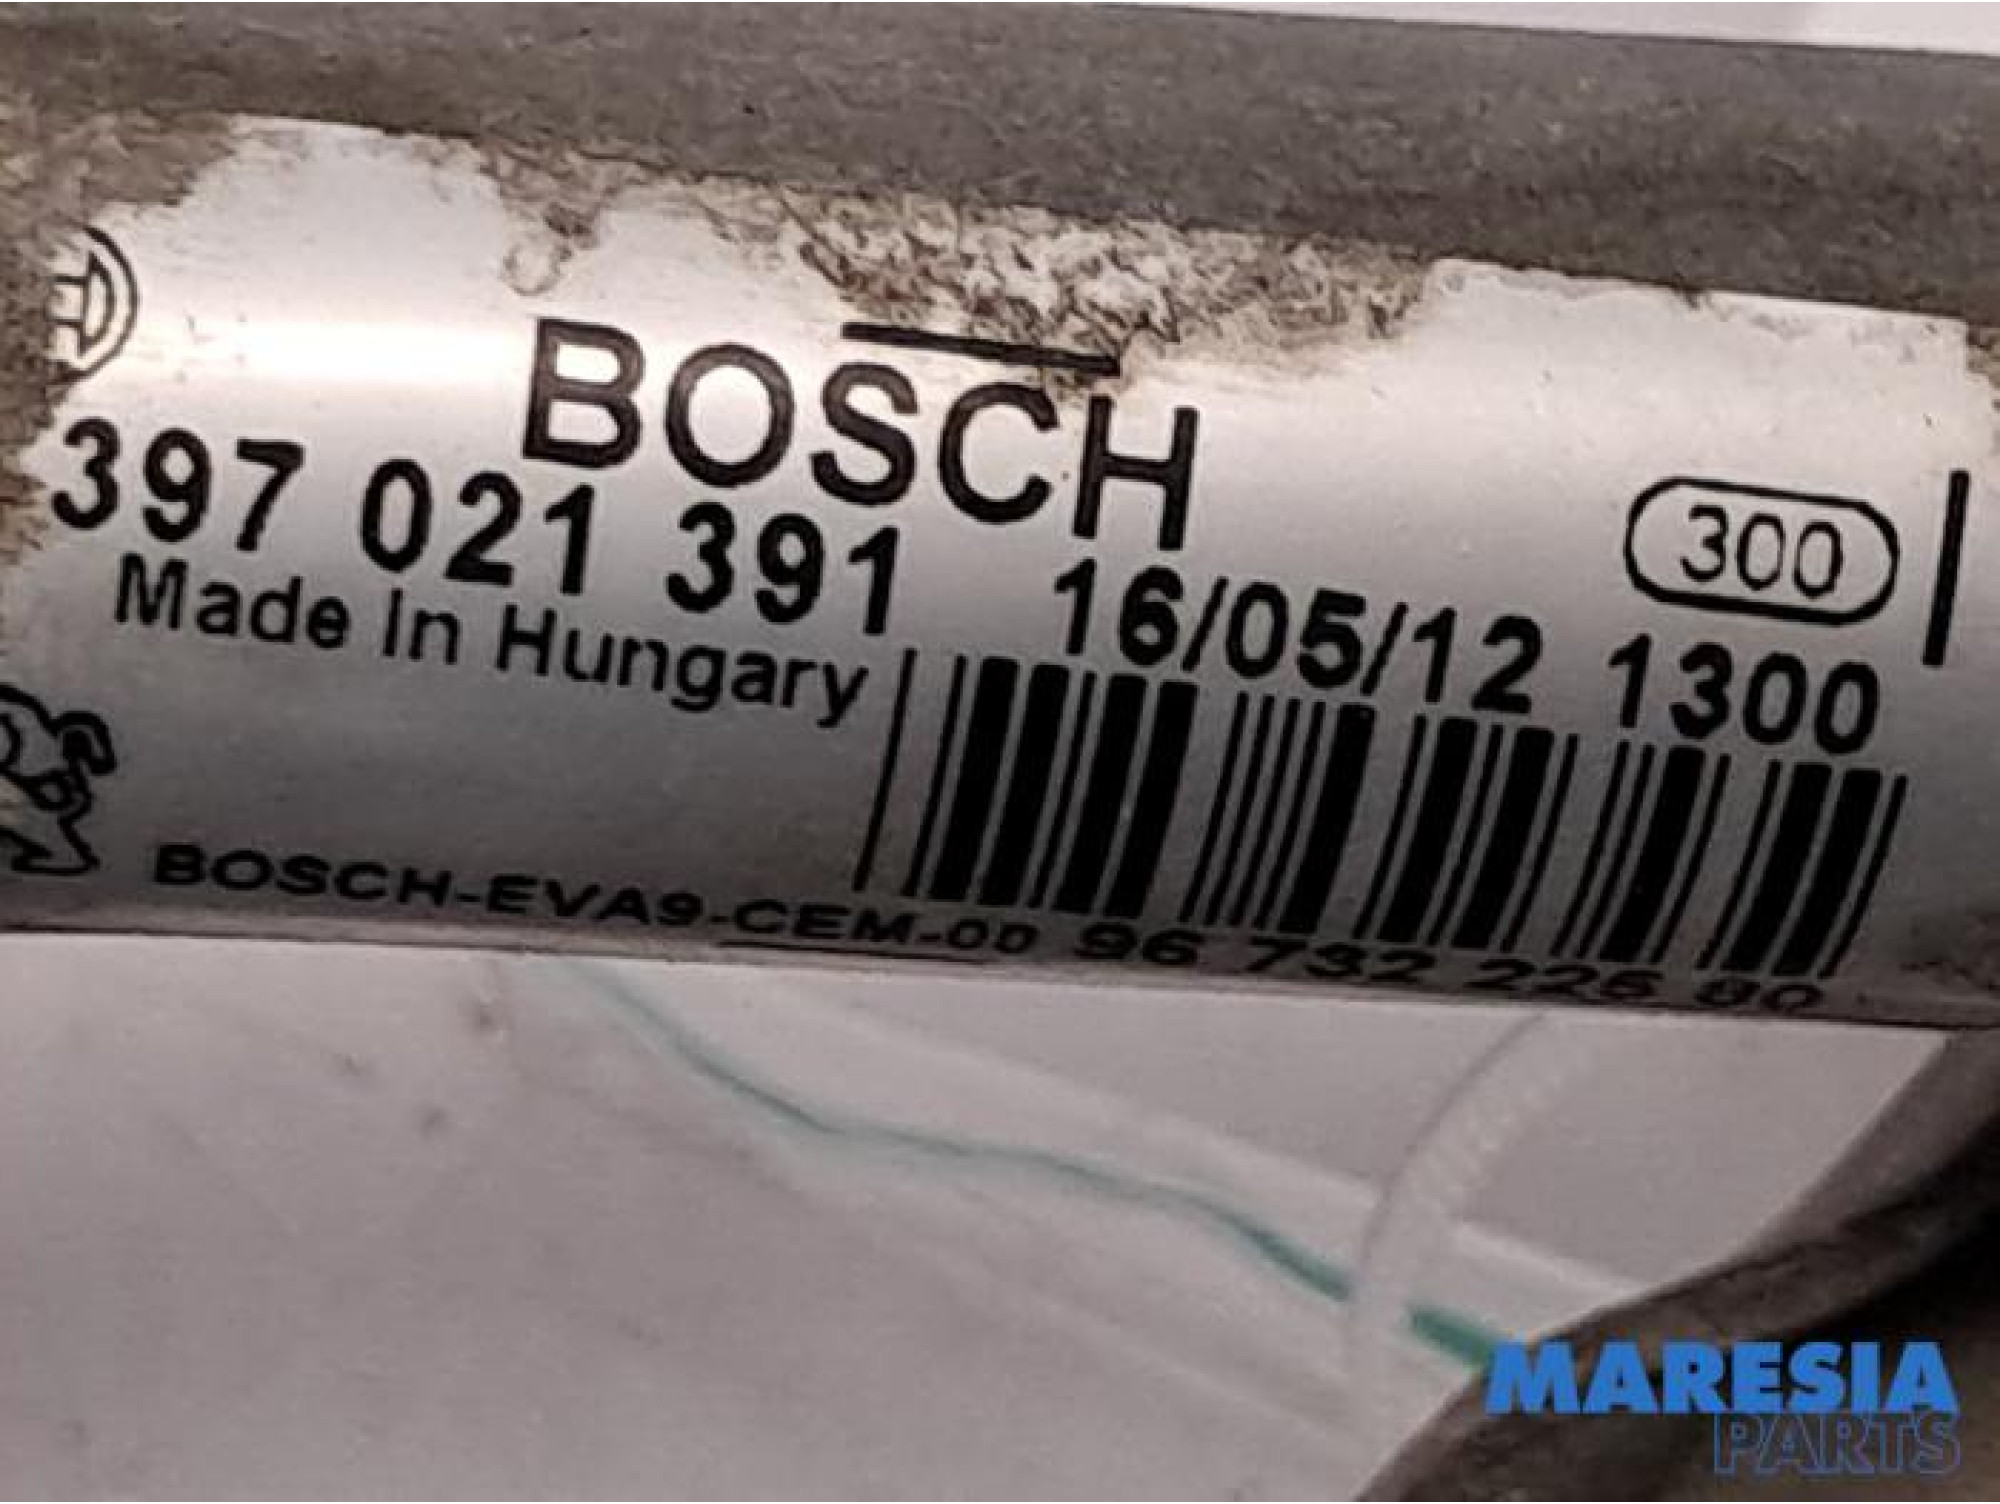 BOSCH
300
397 021 391 16/05/12 1300
Made In Hungary
BOSCH-EVA9-CEM-00 96 732 226 80
MARESIA
PARTS